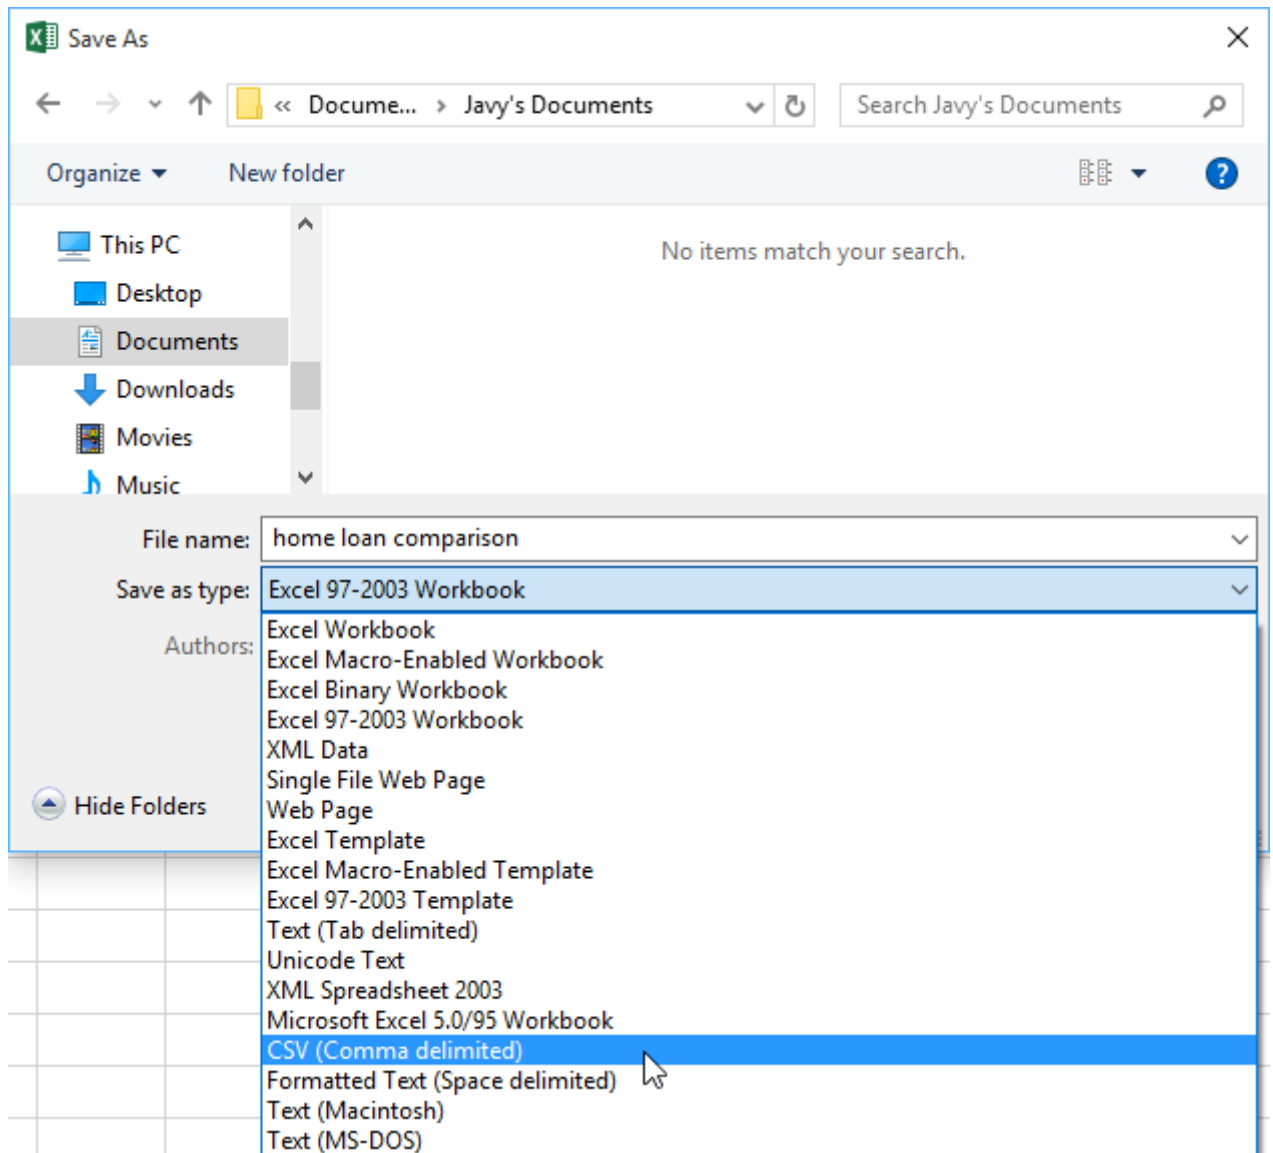 Save As
« Docume... › Javy's Documents
Search Javy's Documents
Organize
New folder
?
This PC
Desktop
Documents
Downloads
Movies
Music
No items match your search.
File name: home loan comparison
Save as type: Excel 97-2003 Workbook
Authors:
Excel Workbook
Excel Macro-Enabled Workbook
Excel Binary Workbook
Excel 97-2003 Workbook
XML Data
Single File Web Page
Web Page
Hide Folders
Excel Template
Excel Macro-Enabled Template
Excel 97-2003 Template
Text (Tab delimited)
Unicode Text
XML Spreadsheet 2003
Microsoft Excel 5.0/95 Workbook
CSV (Comma delimited)
Formatted Text (Space delimited)
Text (Macintosh)
Text (MS-DOS)